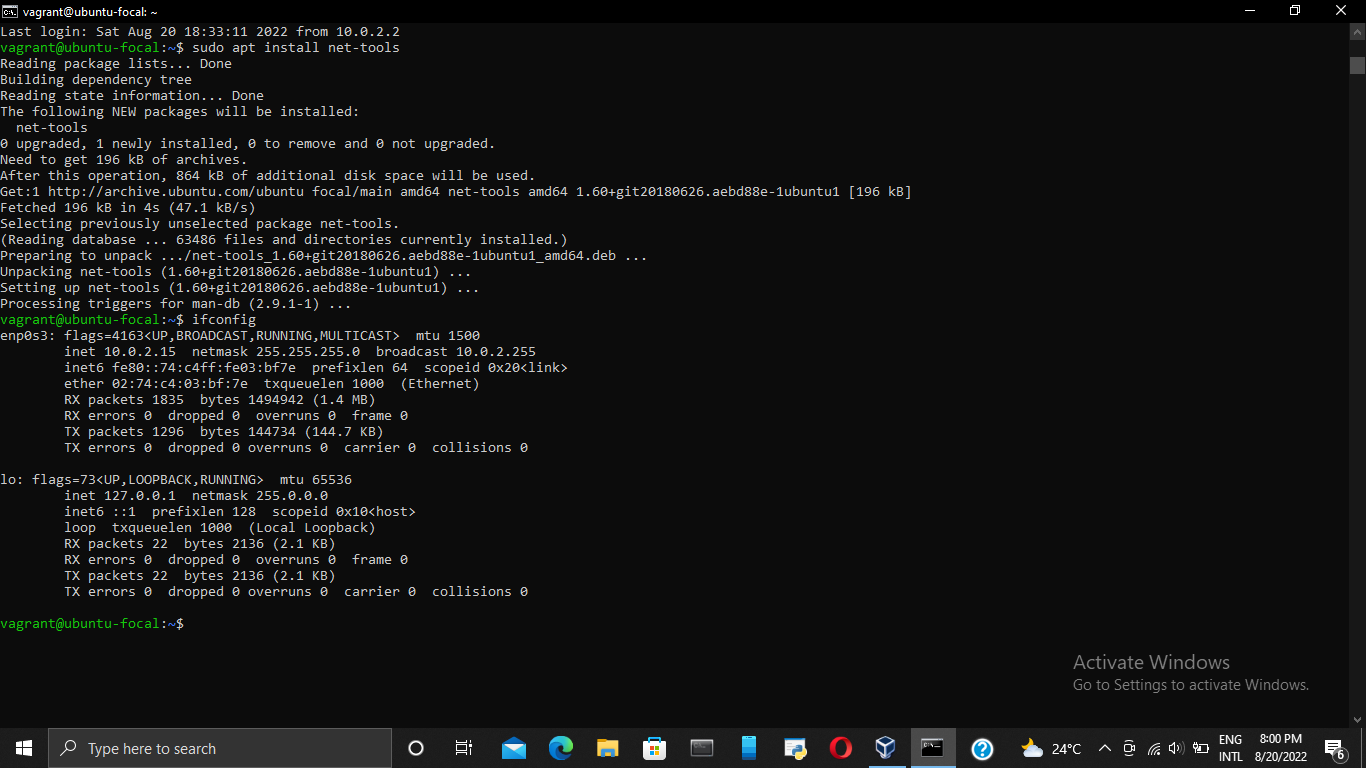 vagrant@ubuntu-focal: ~
Last login: Sat Aug 20 18:33:11 2022 from 10.0.2.2
vagrant@ubuntu-focal:~$ sudo apt install net-tools
Reading package lists... Done
Building dependency tree
Reading state information... Done
The following NEW packages will be installed:
  net-tools
0 upgraded, 1 newly installed, 0 to remove and 0 not upgraded.
Need to get 196 kB of archives.
After this operation, 864 kB of additional disk space will be used.
Get:1 http://archive.ubuntu.com/ubuntu focal/main amd64 net-tools amd64 1.60+git20180626.aebd88e-1ubuntu1 [196 kB]
Fetched 196 kB in 4s (47.1 kB/s)
Selecting previously unselected package net-tools.
(Reading database ... 63486 files and directories currently installed.)
Preparing to unpack .../net-tools_1.60+git20180626.aebd88e-1ubuntu1_amd64.deb ...
Unpacking net-tools (1.60+git20180626.aebd88e-1ubuntu1) ...
Setting up net-tools (1.60+git20180626.aebd88e-1ubuntu1) ...
Processing triggers for man-db (2.9.1-1) ...
vagrant@ubuntu-focal:~$ ifconfig
enp0s3: flags=4163<UP,BROADCAST,RUNNING,MULTICAST>  mtu 1500
        inet 10.0.2.15  netmask 255.255.255.0  broadcast 10.0.2.255
        inet6 fe80::74:c4ff:fe03:bf7e  prefixlen 64  scopeid 0x20<link>
        ether 02:74:c4:03:bf:7e  txqueuelen 1000  (Ethernet)
        RX packets 1835  bytes 1494942 (1.4 MB)
        RX errors 0  dropped 0  overruns 0  frame 0
        TX packets 1296  bytes 144734 (144.7 KB)
        TX errors 0  dropped 0 overruns 0  carrier 0  collisions 0
lo: flags=73<UP,LOOPBACK,RUNNING>  mtu 65536
        inet 127.0.0.1  netmask 255.0.0.0
        inet6 ::1  prefixlen 128  scopeid 0x10<host>
        loop  txqueuelen 1000  (Local Loopback)
        RX packets 22  bytes 2136 (2.1 KB)
        RX errors 0  dropped 0  overruns 0  frame 0
        TX packets 22  bytes 2136 (2.1 KB)
        TX errors 0  dropped 0 overruns 0  carrier 0  collisions 0
vagrant@ubuntu-focal:~$
Activate Windows
Go to Settings to activate Windows.
Type here to search
24°C
ENG
INTL
8:00 PM
8/20/2022
6